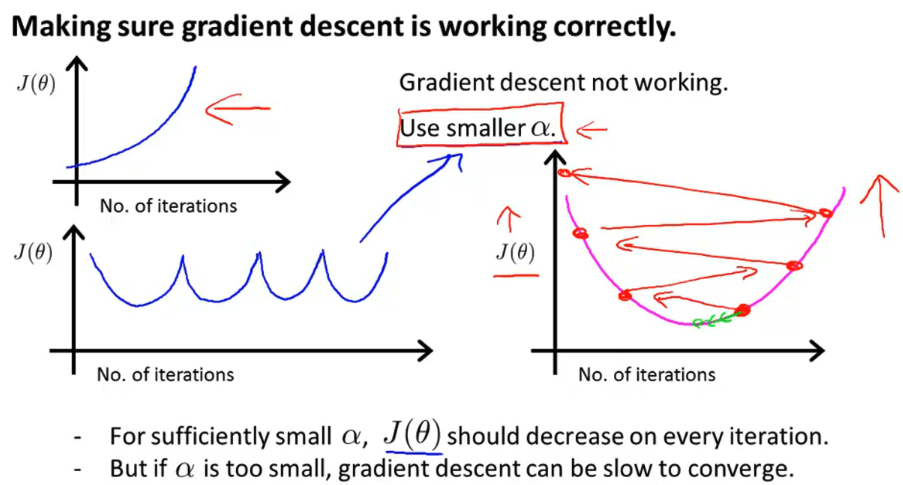 Making sure gradient descent is working correctly.
J(θ)
No. of iterations
Gradient descent not working.
Use smaller α.
J(θ)
No. of iterations
J(θ)
No. of iterations
- For sufficiently small α, J(θ) should decrease on every iteration.
- But if α is too small, gradient descent can be slow to converge.